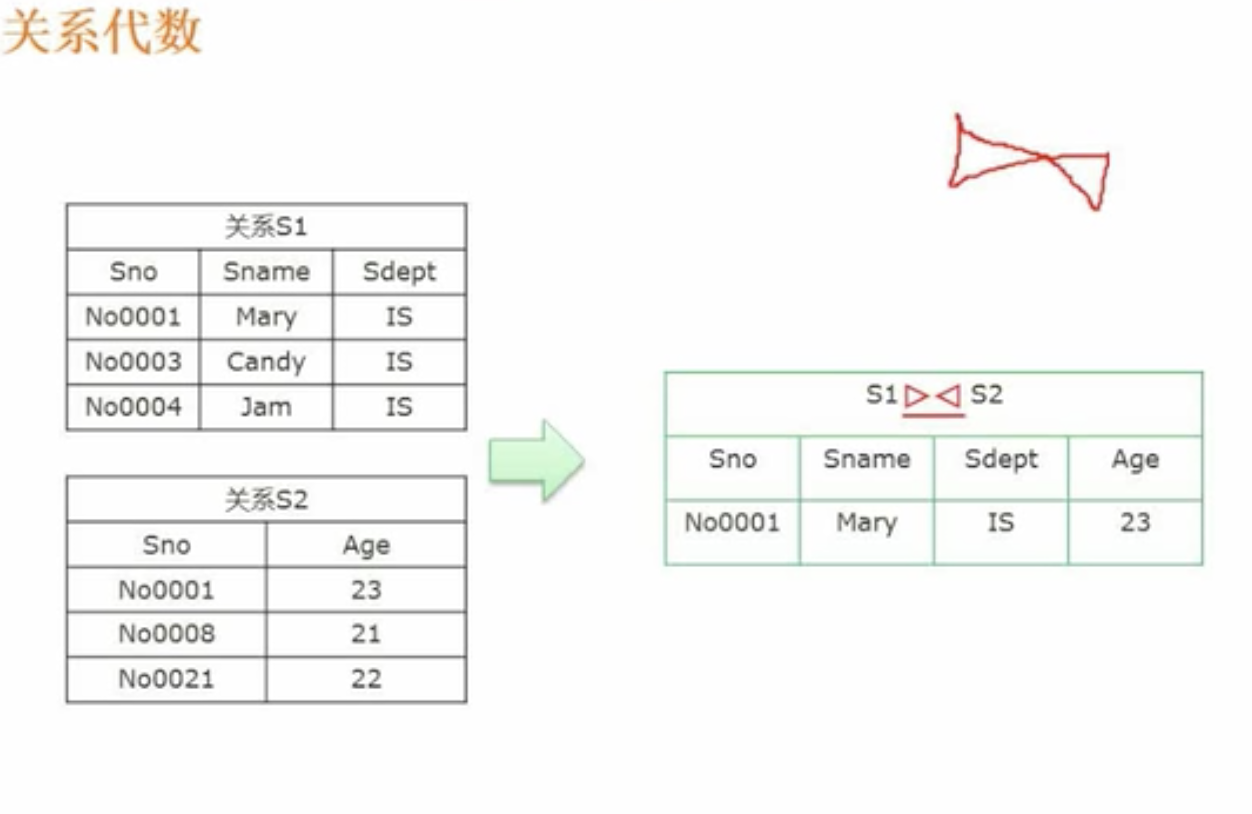 关系代数
关系S1
Sno Sname Sdept
No0001 Mary IS
No0003 Candy IS
No0004 Jam IS
关系S2
Sno Age
No0001 23
No0008 21
No0021 22
S1 ▷◁ S2
Sno Sname Sdept Age
No0001 Mary IS 23